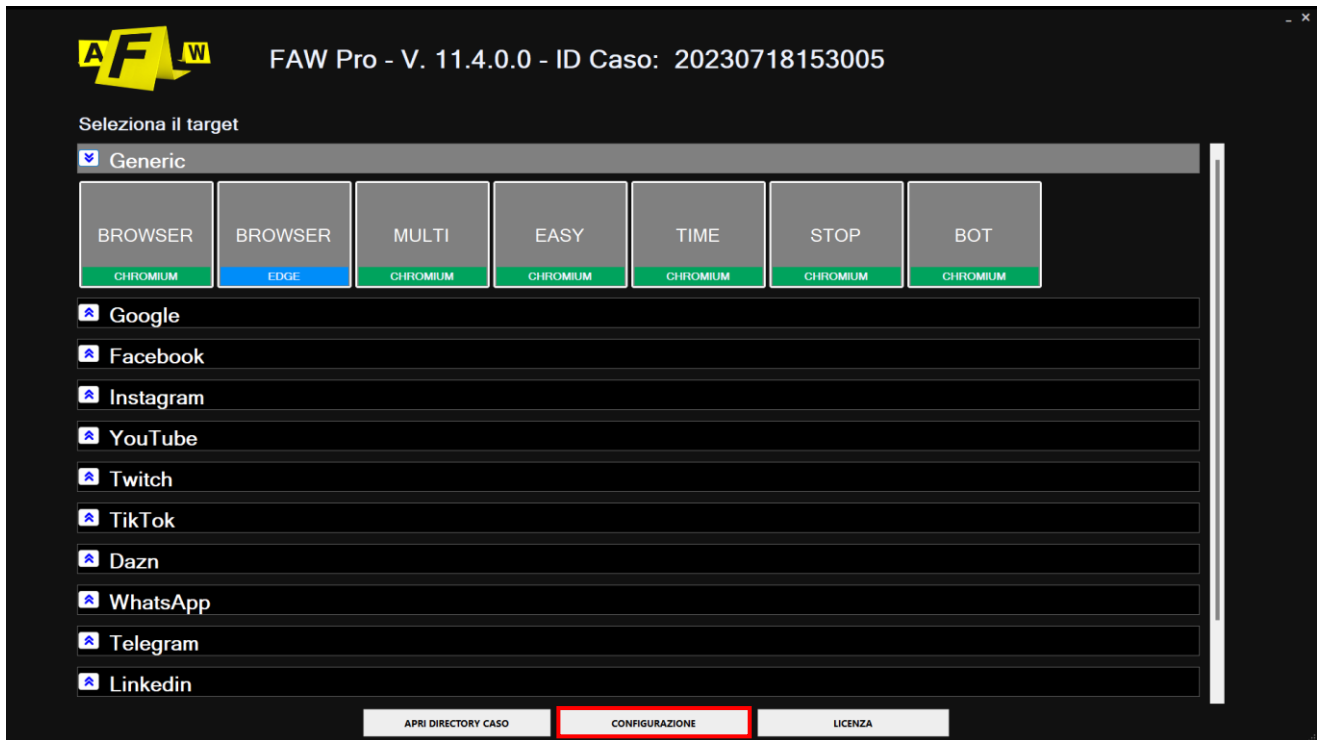 AFW
FAW Pro - V. 11.4.0.0 - ID Caso: 20230718153005
Seleziona il target
Generic
BROWSER BROWSER MULTI EASY TIME STOP BOT
CHROMIUM EDGE CHROMIUM CHROMIUM CHROMIUM CHROMIUM CHROMIUM
Google
Facebook
Instagram
YouTube
Twitch
TikTok
Dazn
WhatsApp
Telegram
Linkedin
APRI DIRECTORY CASO CONFIGURAZIONE LICENZA